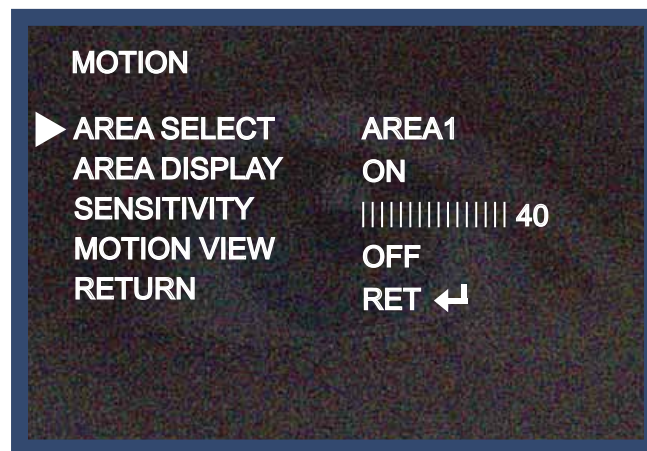 MOTION
AREA SELECT AREA1
AREA DISPLAY ON
SENSITIVITY |||||||||||||||| 40
MOTION VIEW OFF
RETURN RET ↵